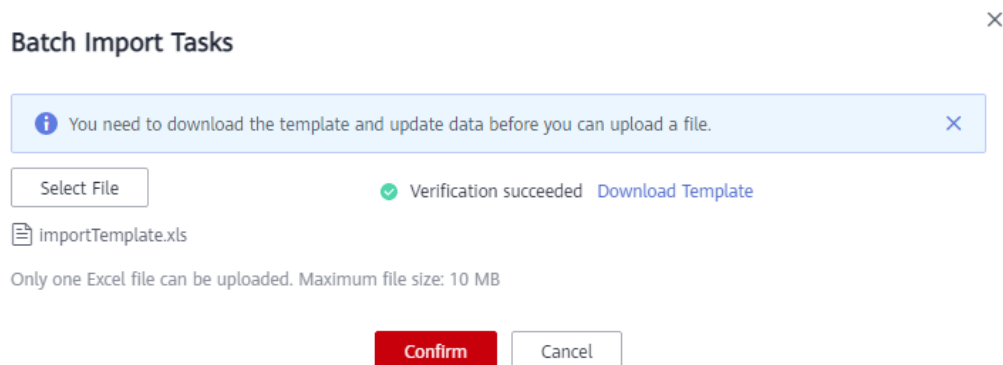 Batch Import Tasks
You need to download the template and update data before you can upload a file.
Select File
Verification succeeded Download Template
importTemplate.xls
Only one Excel file can be uploaded. Maximum file size: 10 MB
Confirm Cancel